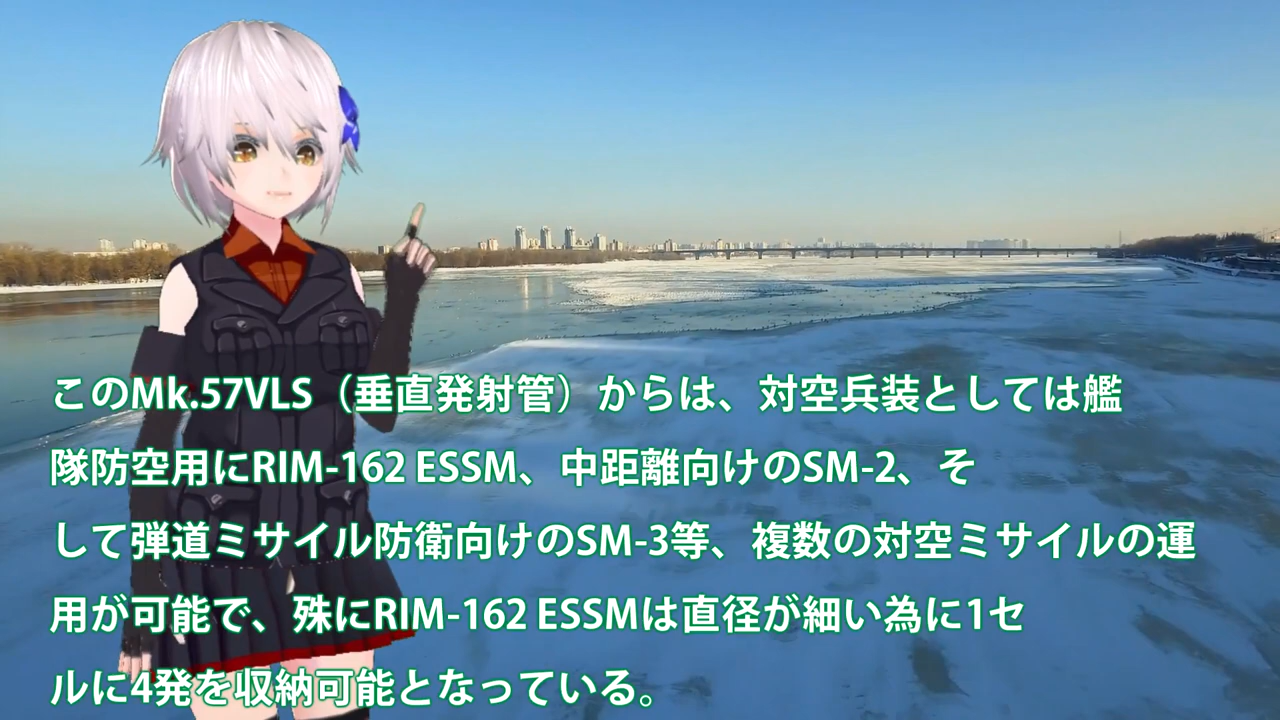 このMk.57VLS（垂直発射管）からは、対空兵装としては艦
隊防空用にRIM-162 ESSM、中距離向けのSM-2、そ
して弾道ミサイル防衛向けのSM-3等、複数の対空ミサイルの運
用が可能で、殊にRIM-162 ESSMは直径が細い為に1セ
ルに4発を収納可能となっている。